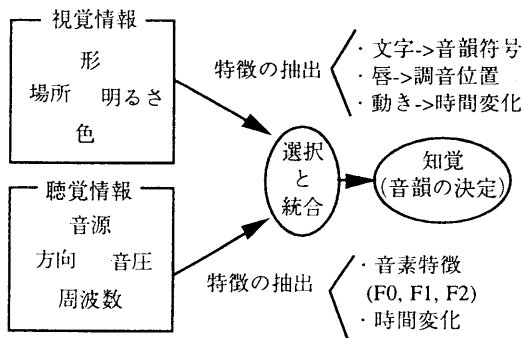 視覚情報
形
場所 明るさ
色
特徴の抽出
・文字->音韻符号
・唇->調音位置
・動き->時間変化
選択
と
統合
知覚
(音韻の決定)
聴覚情報
音源
方向 音圧
周波数
特徴の抽出
・音素特徴
(F0, F1, F2)
・時間変化